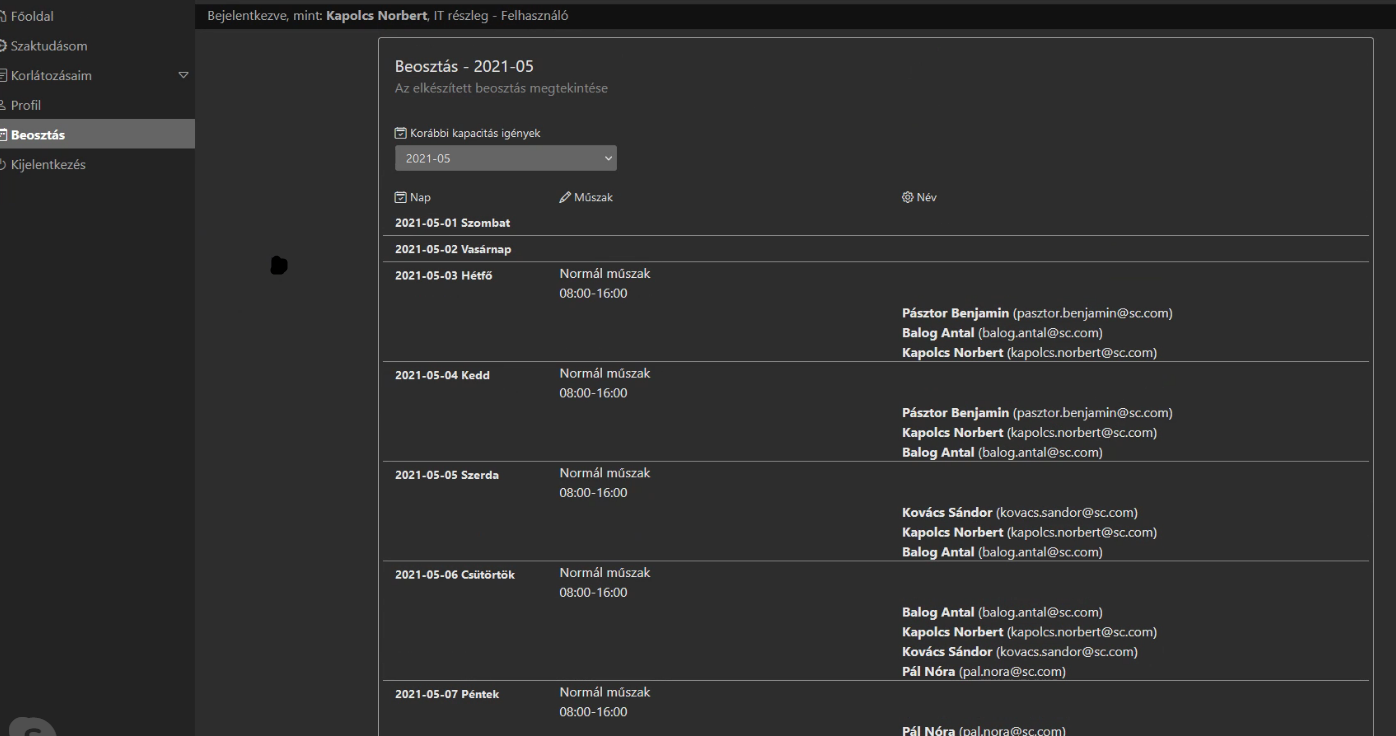 Bejelentkezve, mint: Kapolcs Norbert, IT részleg - Felhasználó
Főoldal
Szaktudásom
Korlátozásaim
Profil
Beosztás
Kijelentkezés
Beosztás - 2021-05
Az elkészített beosztás megtekintése
Korábbi kapacitás igények
2021-05
Nap Műszak Név
2021-05-01 Szombat
2021-05-02 Vasárnap
2021-05-03 Hétfő Normál műszak
08:00-16:00
Pásztor Benjamin (pasztor.benjamin@sc.com)
Balog Antal (balog.antal@sc.com)
Kapolcs Norbert (kapolcs.norbert@sc.com)
2021-05-04 Kedd Normál műszak
08:00-16:00
Pásztor Benjamin (pasztor.benjamin@sc.com)
Kapolcs Norbert (kapolcs.norbert@sc.com)
Balog Antal (balog.antal@sc.com)
2021-05-05 Szerda Normál műszak
08:00-16:00
Kovács Sándor (kovacs.sandor@sc.com)
Kapolcs Norbert (kapolcs.norbert@sc.com)
Balog Antal (balog.antal@sc.com)
2021-05-06 Csütörtök Normál műszak
08:00-16:00
Balog Antal (balog.antal@sc.com)
Kapolcs Norbert (kapolcs.norbert@sc.com)
Kovács Sándor (kovacs.sandor@sc.com)
Pál Nóra (pal.nora@sc.com)
2021-05-07 Péntek Normál műszak
08:00-16:00
Pál Nóra (pal.nora@sc.com)